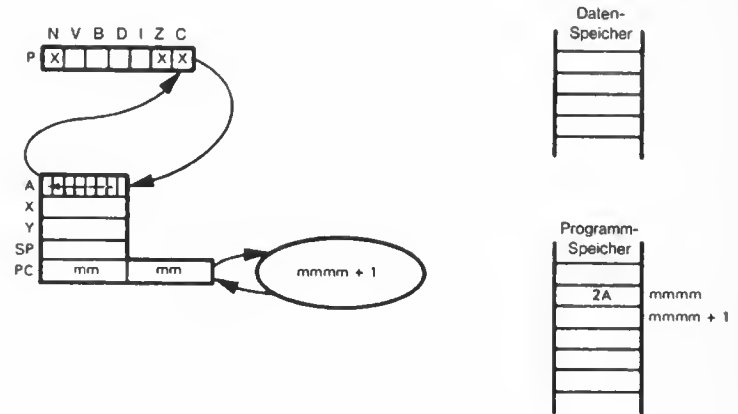 N V B D I Z C
P X X X
A
X
Y
SP
PC mm mm
mmmm + 1
Daten-
Speicher
Programm-
Speicher
2A mmmm
mmmm + 1